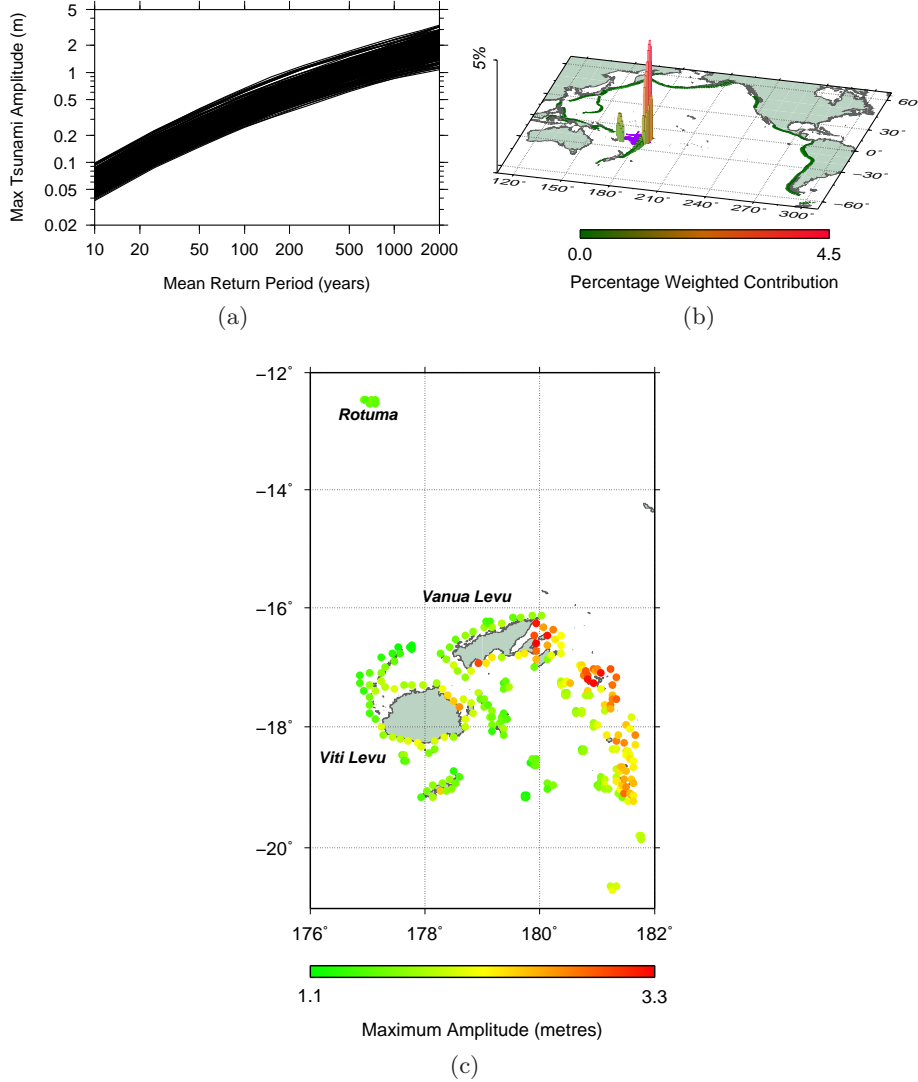 5
2
1
0.5
0.2
0.1
0.05
0.02
Max Tsunami Amplitude (m)
10 20 50 100 200 500 1000 2000
Mean Return Period (years)
(a)
5%
60
30°
0°
−30°
−60°
120° 150° 180° 210° 240° 270° 300°
0.0 4.5
Percentage Weighted Contribution
(b)
−12°
−14°
−16°
−18°
−20°
Rotuma
Vanua Levu
Viti Levu
176° 178° 180° 182°
1.1 3.3
Maximum Amplitude (metres)
(c)